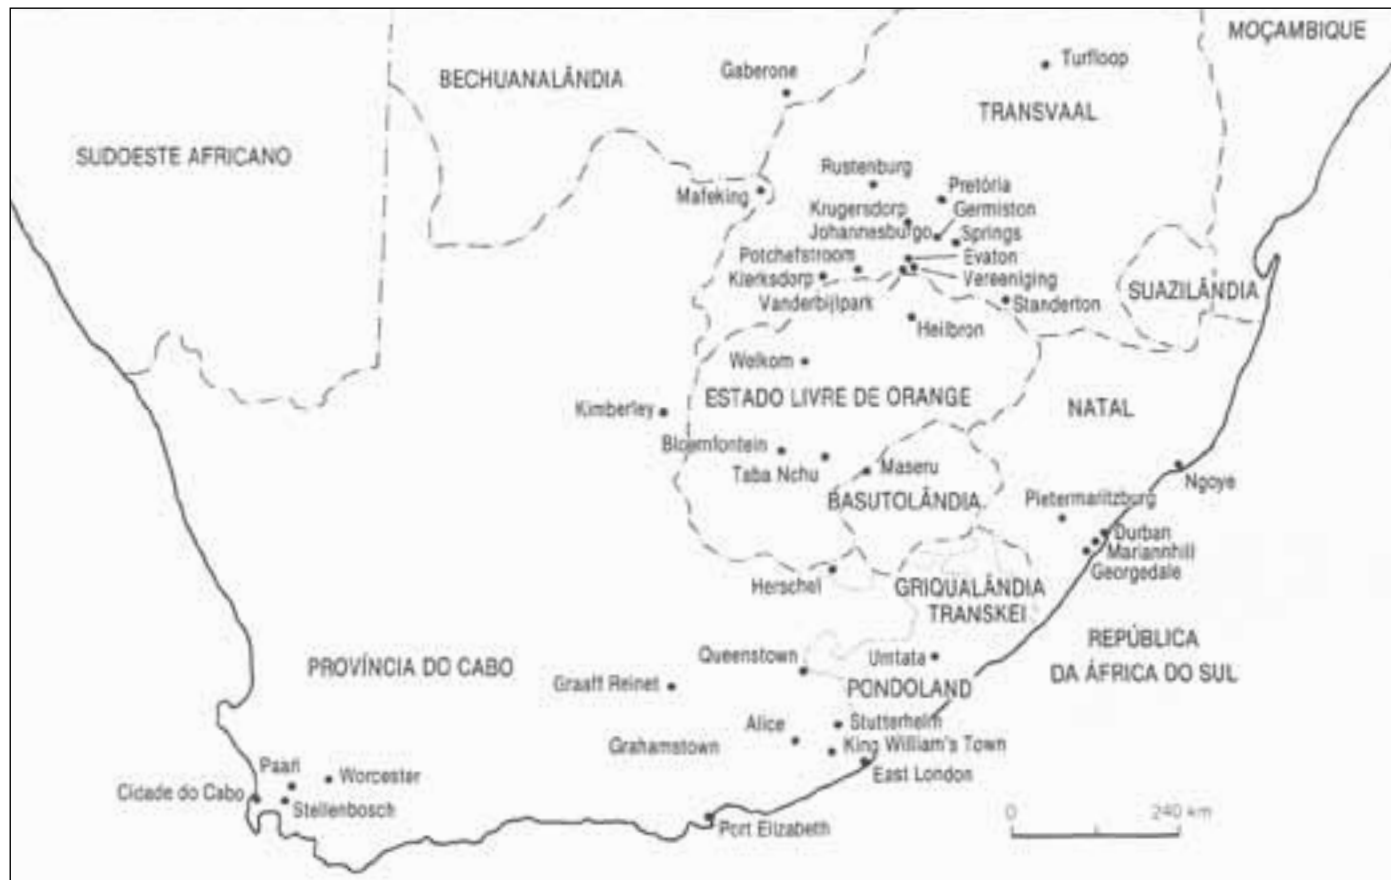 MOÇAMBIQUE
Turfloop
Gaberone
BECHUANALÂNDIA
TRANSVAAL
SUDOESTE AFRICANO
Rustenburg
Pretória
Mafeking
Krugersdorp
Germiston
Johannesburgo
Springs
Potchefstroom
Evaton
Klerksdorp
Vereeniging
SUAZILÂNDIA
Vanderbijlpark
Standerton
Heilbron
Welkom
ESTADO LIVRE DE ORANGE
NATAL
Kimberley
Bloemfontein
Taba Nchu
Maseru
Ngoye
BASUTOLÂNDIA
Pietermaritzburg
Durban
Mariannhill
Georgedale
Herschel
GRIQUALÂNDIA
TRANSKEI
REPÚBLICA
DA ÁFRICA DO SUL
Queenstown
Umtata
PROVÍNCIA DO CABO
Graaff Reinet
PONDOLAND
Alice
Stutterheim
Grahamstown
King William's Town
Paarl
Worcester
East London
Cidade do Cabo
Stellenbosch
Port Elizabeth
0 240 km